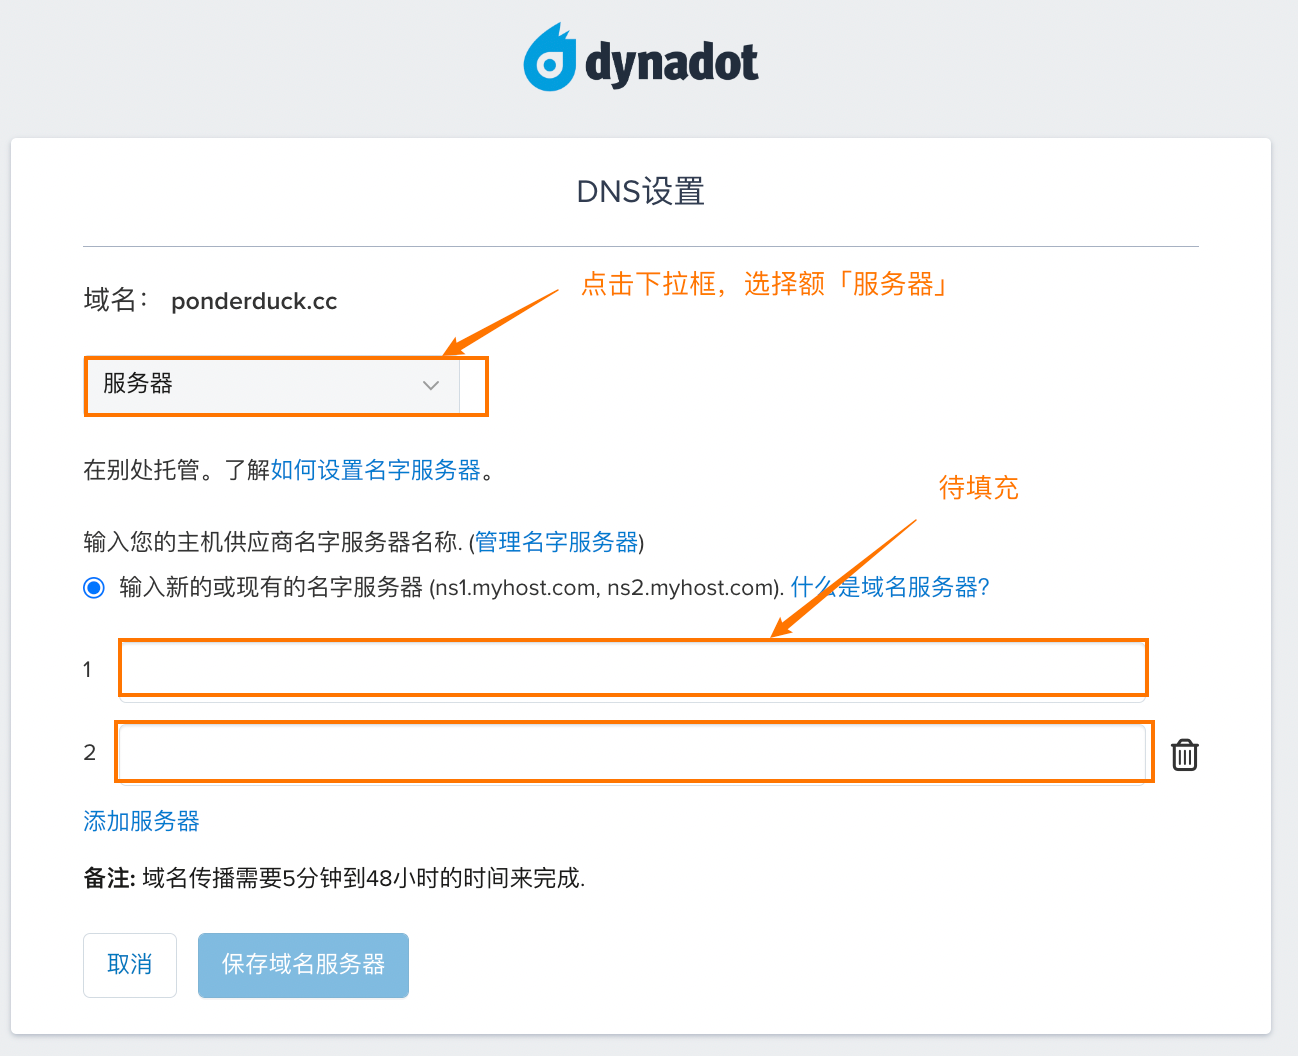 dynadot
DNS设置
点击下拉框，选择额「服务器」
域名： ponderduck.cc
服务器
在别处托管。了解如何设置名字服务器。
待填充
输入您的主机供应商名字服务器名称. (管理名字服务器)
输入新的或现有的名字服务器 (ns1.myhost.com, ns2.myhost.com). 什么是域名服务器?
1
2
添加服务器
备注: 域名传播需要5分钟到48小时的时间来完成.
取消
保存域名服务器